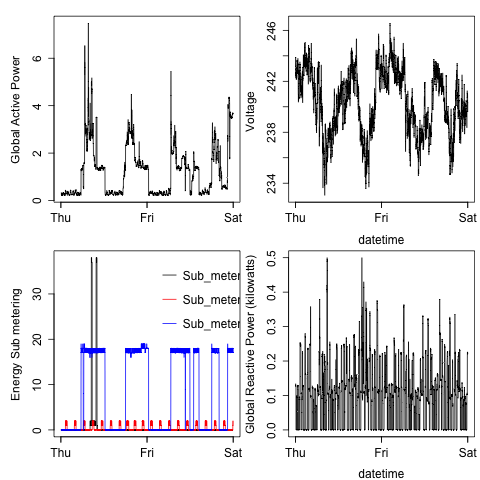 Global Active Power
6
4
2
0
Thu Fri Sat
Voltage
246
242
238
234
Thu Fri Sat
datetime
Energy Sub metering
30
20
10
0
Sub_meter
Sub_meter
Sub_meter
Thu Fri Sat
Global Reactive Power (kilowatts)
0.5
0.4
0.3
0.2
0.1
0.0
Thu Fri Sat
datetime